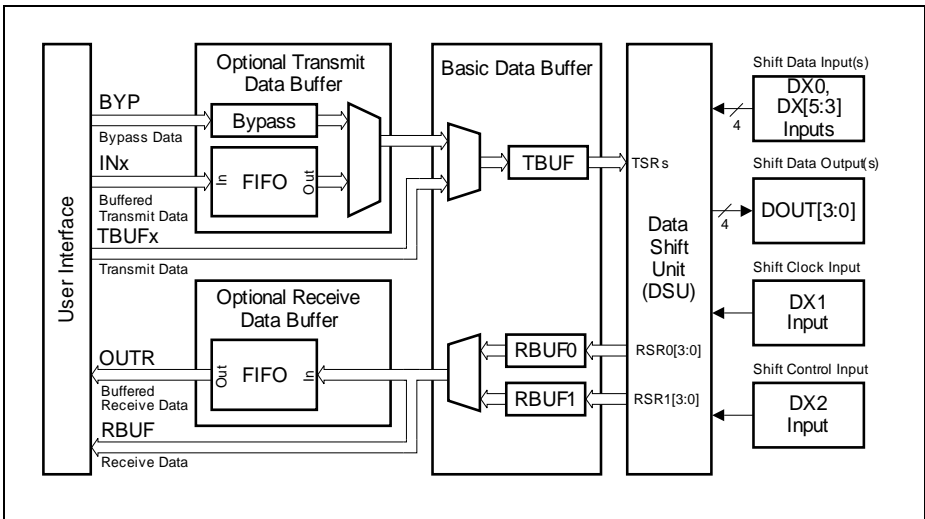 User Interface
BYP
Bypass Data
INx
Buffered
Transmit Data
TBUFx
Transmit Data
OUTR
Buffered
Receive Data
RBUF
Receive Data
Optional Transmit
Data Buffer
Bypass
In
FIFO
Out
Optional Receive
Data Buffer
Out
FIFO
In
Basic Data Buffer
TBUF
RBUF0
RBUF1
TSRs
Data
Shift
Unit
(DSU)
RSR0[3:0]
RSR1[3:0]
Shift Data Input(s)
DX0,
DX[5:3]
Inputs
4
Shift Data Output(s)
DOUT[3:0]
4
Shift Clock Input
DX1
Input
Shift Control Input
DX2
Input